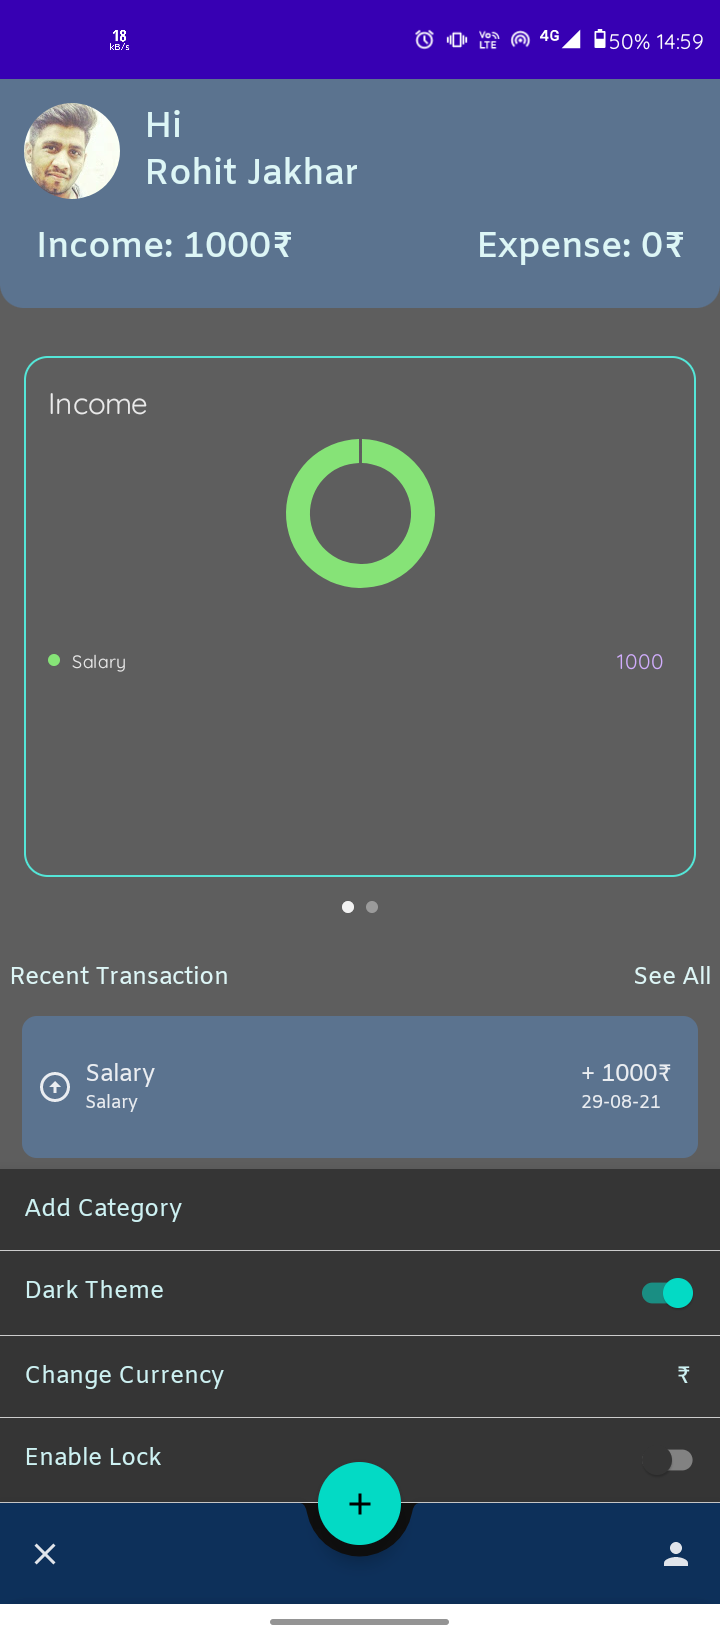 18
kB/s
Vo
LTE
4G
50% 14:59
Hi
Rohit Jakhar
Income: 1000₹
Expense: 0₹
Income
Salary
1000
Recent Transaction
See All
Salary
+ 1000₹
Salary
29-08-21
Add Category
Dark Theme
Change Currency
₹
Enable Lock